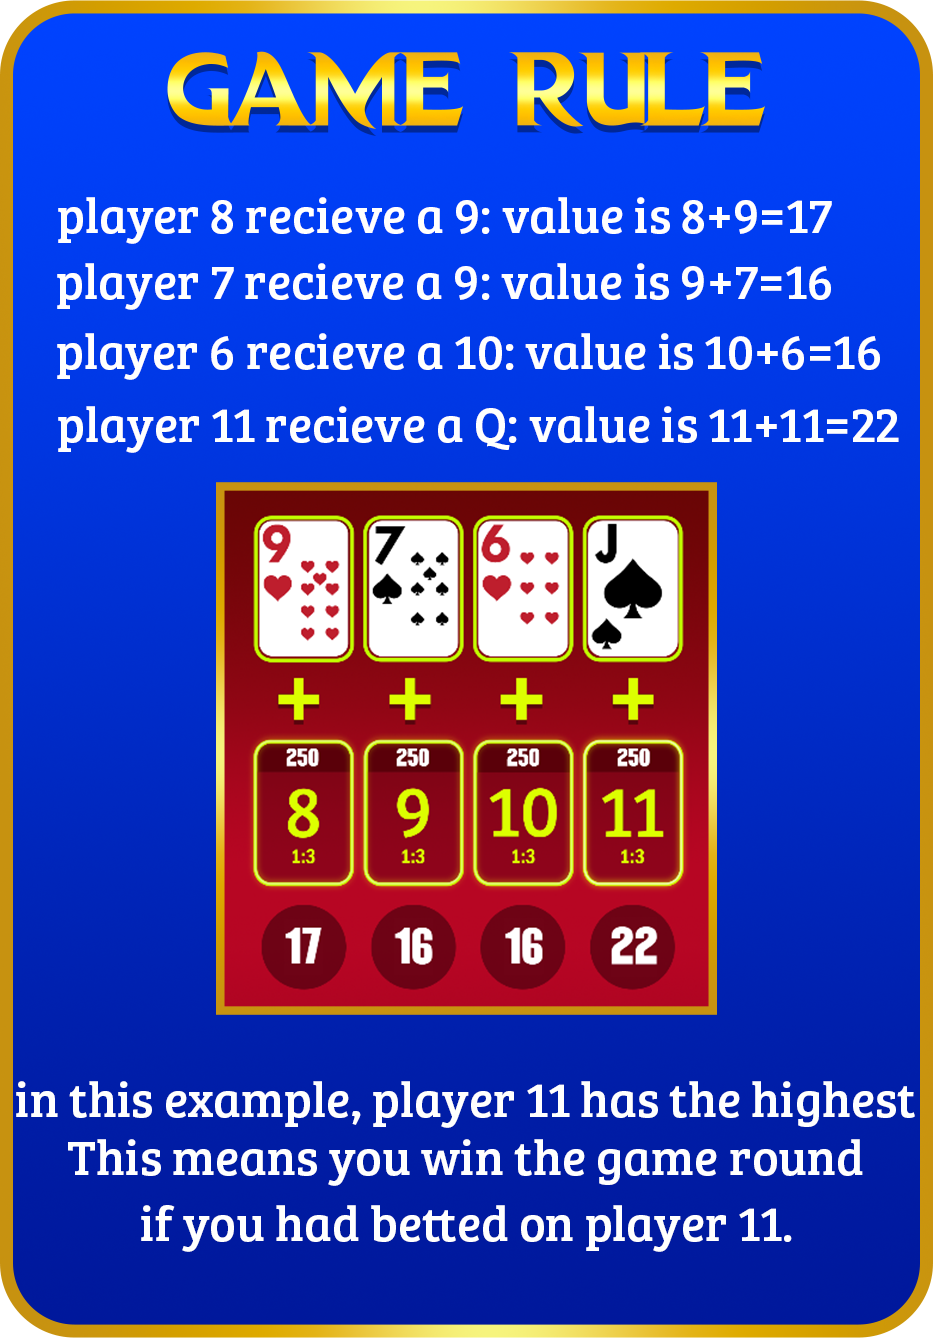 GAME RULE
player 8 recieve a 9: value is 8+9=17
player 7 recieve a 9: value is 9+7=16
player 6 recieve a 10: value is 10+6=16
player 11 recieve a Q: value is 11+11=22
9 7 6 J
+ + + +
250 250 250 250
8 9 10 11
1:3 1:3 1:3 1:3
17 16 16 22
in this example, player 11 has the highest
This means you win the game round
if you had betted on player 11.